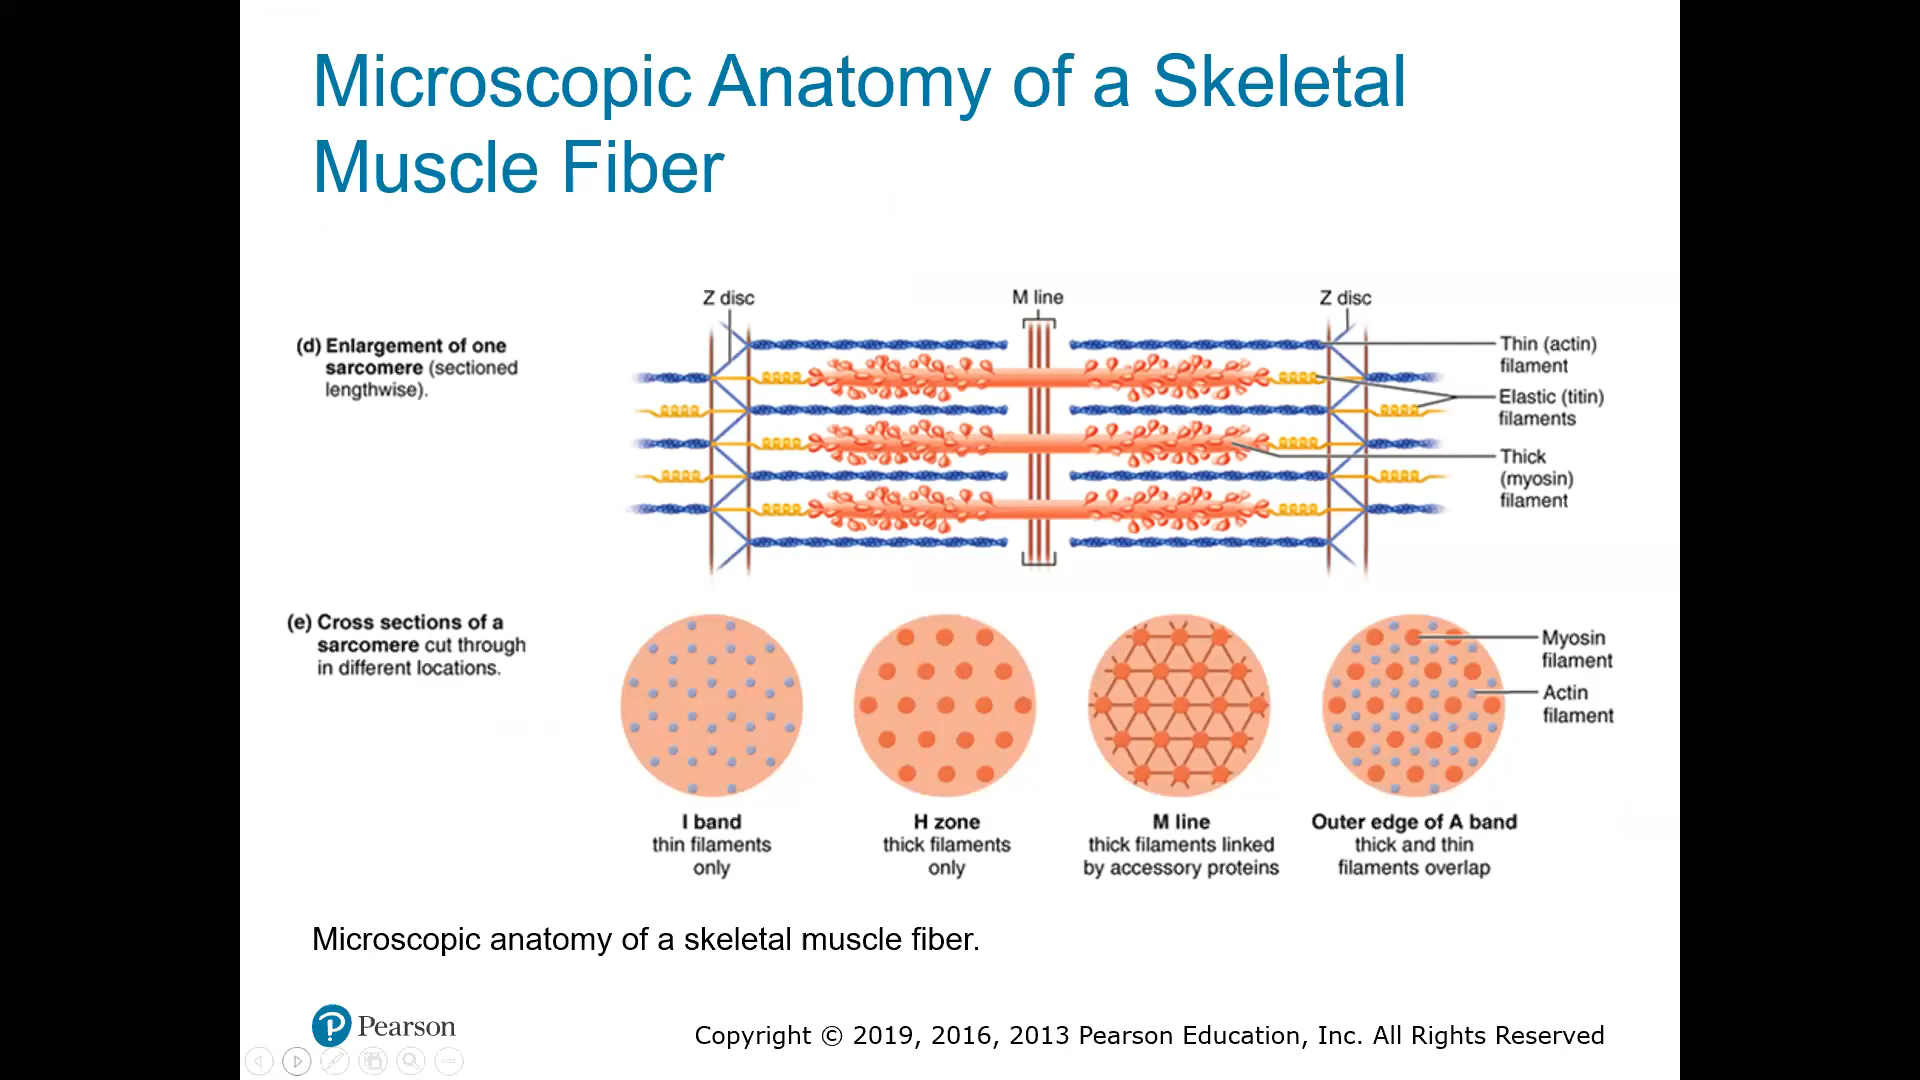 Microscopic Anatomy of a Skeletal
Muscle Fiber
Z disc
M line
Z disc
(d) Enlargement of one
sarcomere (sectioned
lengthwise).
Thin (actin)
filament
Elastic (titin)
filaments
Thick
(myosin)
filament
(e) Cross sections of a
sarcomere cut through
in different locations.
Myosin
filament
Actin
filament
I band
thin filaments
only
H zone
thick filaments
only
M line
thick filaments linked
by accessory proteins
Outer edge of A band
thick and thin
filaments overlap
Microscopic anatomy of a skeletal muscle fiber.
Pearson
Copyright © 2019, 2016, 2013 Pearson Education, Inc. All Rights Reserved